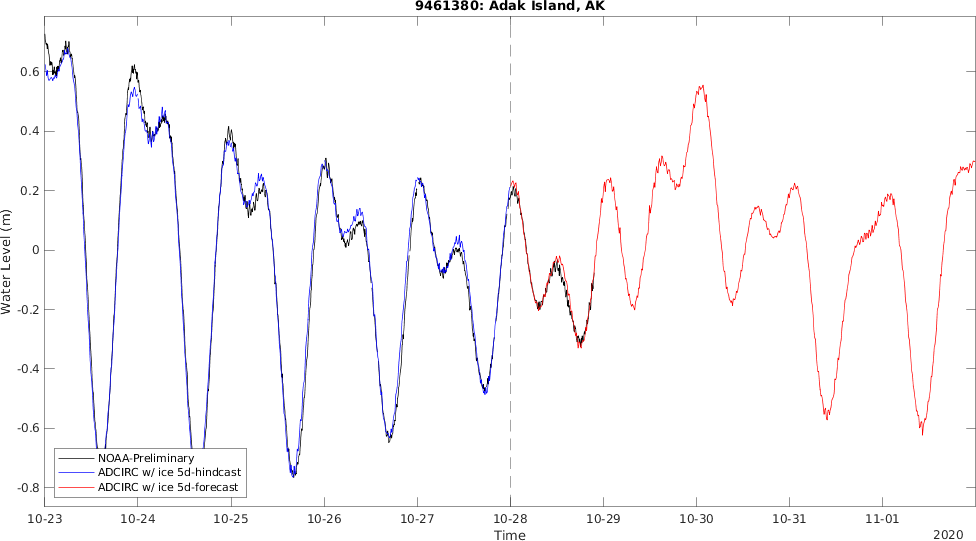 9461380: Adak Island, AK
Water Level (m)
0.6
0.4
0.2
0
-0.2
-0.4
-0.6
-0.8
NOAA-Preliminary
ADCIRC w/ ice 5d-hindcast
ADCIRC w/ ice 5d-forecast
10-23 10-24 10-25 10-26 10-27 10-28 10-29 10-30 10-31 11-01
Time
2020